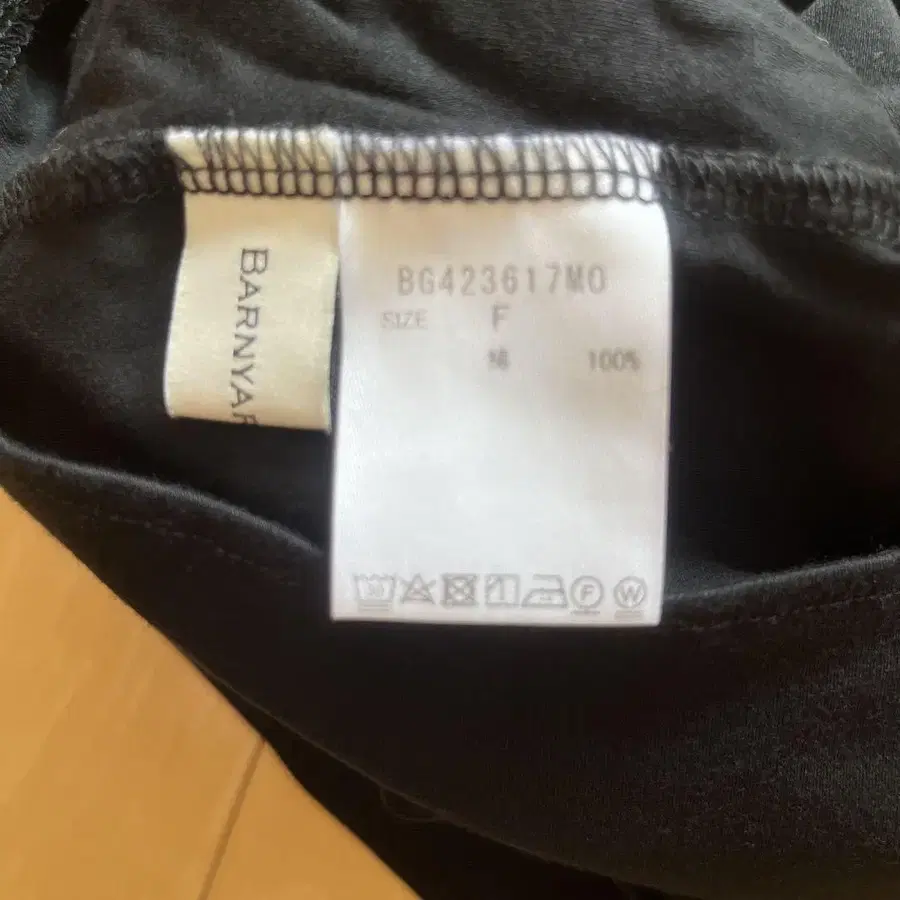 BARNYAR
BG423617MO
SIZE F
綿 100%
30
F W